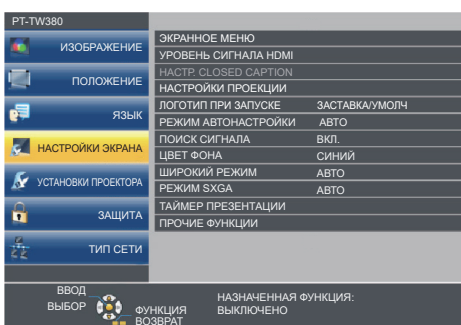 PT-TW380
ИЗОБРАЖЕНИЕ
ПОЛОЖЕНИЕ
ЯЗЫК
НАСТРОЙКИ ЭКРАНА
УСТАНОВКИ ПРОЕКТОРА
ЗАЩИТА
ТИП СЕТИ
ЭКРАННОЕ МЕНЮ
УРОВЕНЬ СИГНАЛА HDMI
НАСТР. CLOSED CAPTION
НАСТРОЙКИ ПРОЕКЦИИ
ЛОГОТИП ПРИ ЗАПУСКЕ ЗАСТАВКА/УМОЛЧ
РЕЖИМ АВТОНАСТРОЙКИ АВТО
ПОИСК СИГНАЛА ВКЛ.
ЦВЕТ ФОНА СИНИЙ
ШИРОКИЙ РЕЖИМ АВТО
РЕЖИМ SXGA АВТО
ТАЙМЕР ПРЕЗЕНТАЦИИ
ПРОЧИЕ ФУНКЦИИ
ВВОД
ВЫБОР
ФУНКЦИЯ
ВОЗВРАТ
НАЗНАЧЕННАЯ ФУНКЦИЯ:
ВЫКЛЮЧЕНО